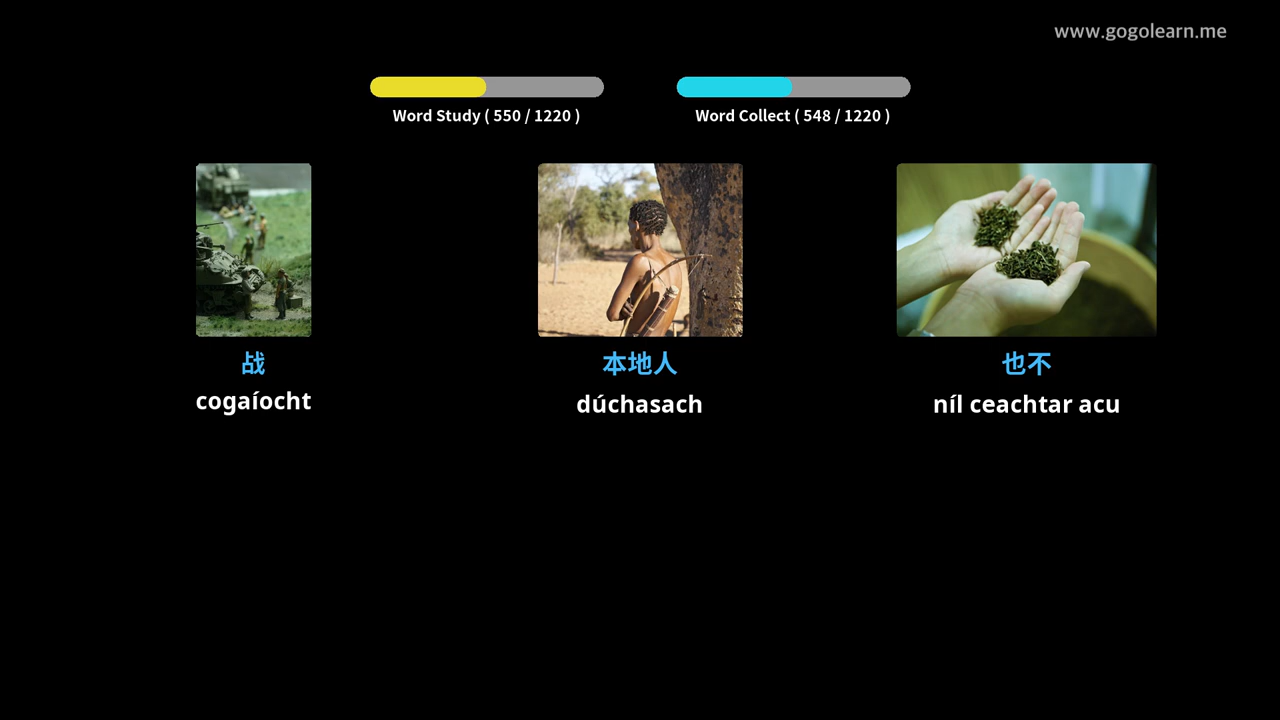 www.gogolearn.me
Word Study ( 550 / 1220 )
Word Collect ( 548 / 1220 )
战
cogaíocht
本地人
dúchasach
也不
níl ceachtar acu